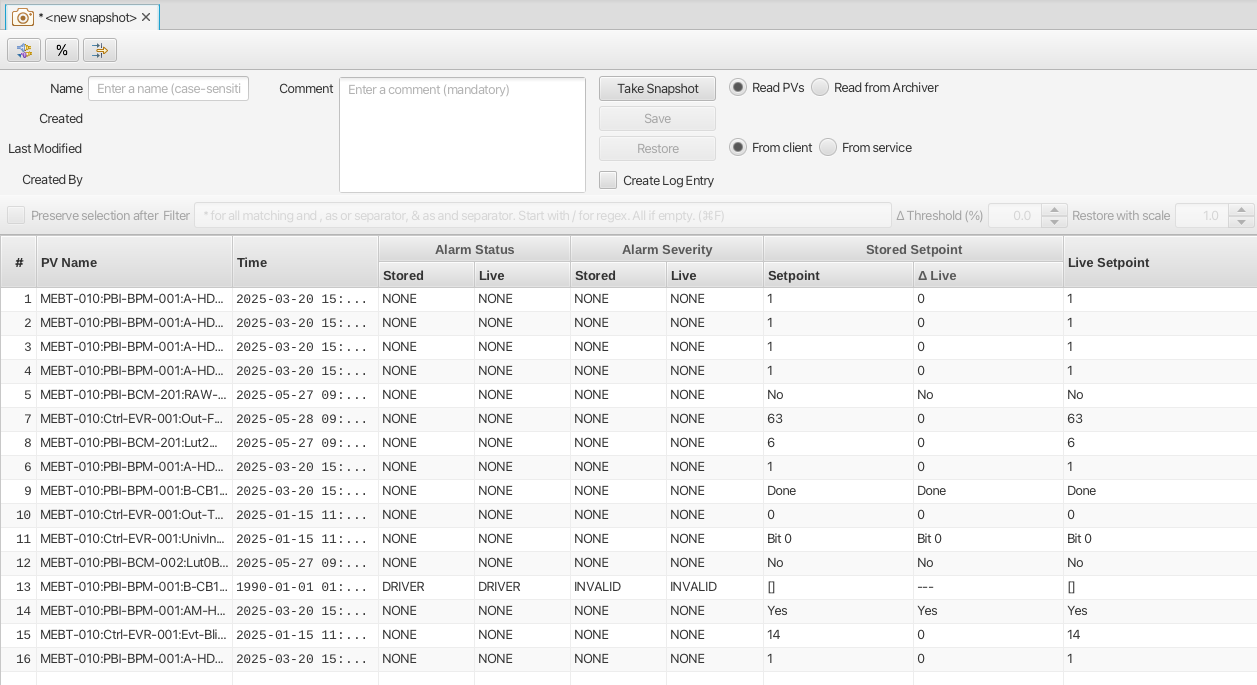 * <new snapshot> ✕
%
Name Enter a name (case-sensiti Comment Enter a comment (mandatory) Take Snapshot Read PVs Read from Archiver
Created Save
Last Modified Restore From client From service
Created By Create Log Entry
Preserve selection after Filter * for all matching and , as or separator, & as and separator. Start with / for regex. All if empty. (⌘F) Δ Threshold (%) 0.0 Restore with scale 1.0
# PV Name Time Alarm Status Alarm Severity Stored Setpoint Live Setpoint
Stored Live Stored Live Setpoint Δ Live
1 MEBT-010:PBI-BPM-001:A-HD... 2025-03-20 15:... NONE NONE NONE NONE 1 0 1
2 MEBT-010:PBI-BPM-001:A-HD... 2025-03-20 15:... NONE NONE NONE NONE 1 0 1
3 MEBT-010:PBI-BPM-001:A-HD... 2025-03-20 15:... NONE NONE NONE NONE 1 0 1
4 MEBT-010:PBI-BPM-001:A-HD... 2025-03-20 15:... NONE NONE NONE NONE 1 0 1
5 MEBT-010:PBI-BCM-201:RAW-... 2025-05-27 09:... NONE NONE NONE NONE No No No
7 MEBT-010:Ctrl-EVR-001:Out-F... 2025-05-28 09:... NONE NONE NONE NONE 63 0 63
8 MEBT-010:PBI-BCM-201:Lut2... 2025-05-27 09:... NONE NONE NONE NONE 6 0 6
6 MEBT-010:PBI-BPM-001:A-HD... 2025-03-20 15:... NONE NONE NONE NONE 1 0 1
9 MEBT-010:PBI-BPM-001:B-CB1... 2025-03-20 15:... NONE NONE NONE NONE Done Done Done
10 MEBT-010:Ctrl-EVR-001:Out-T... 2025-01-15 11:... NONE NONE NONE NONE 0 0 0
11 MEBT-010:Ctrl-EVR-001:UnivIn... 2025-01-15 11:... NONE NONE NONE NONE Bit 0 Bit 0 Bit 0
12 MEBT-010:PBI-BCM-002:Lut0B... 2025-05-27 09:... NONE NONE NONE NONE No No No
13 MEBT-010:PBI-BPM-001:B-CB1... 1990-01-01 01:... DRIVER DRIVER INVALID INVALID [] --- []
14 MEBT-010:PBI-BPM-001:AM-H... 2025-03-20 15:... NONE NONE NONE NONE Yes Yes Yes
15 MEBT-010:Ctrl-EVR-001:Evt-Bli... 2025-01-15 11:... NONE NONE NONE NONE 14 0 14
16 MEBT-010:PBI-BPM-001:A-HD... 2025-03-20 15:... NONE NONE NONE NONE 1 0 1